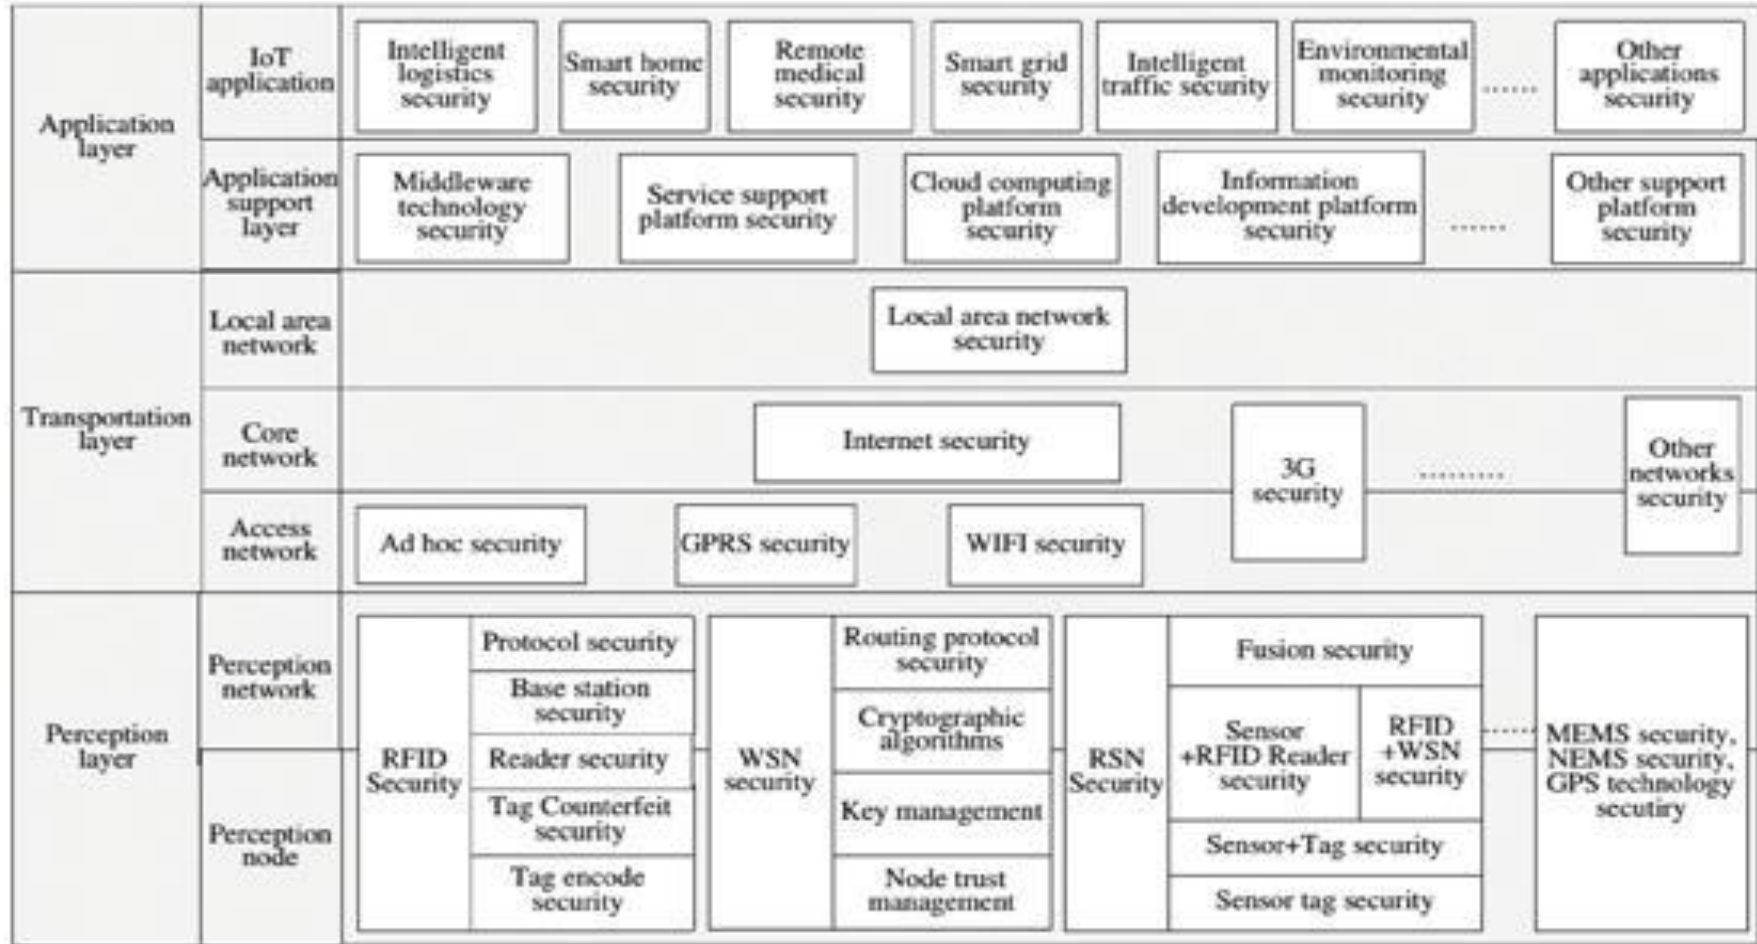 Application
layer
IoT
application
Intelligent
logistics
security
Smart home
security
Remote
medical
security
Smart grid
security
Intelligent
traffic security
Environmental
monitoring
security
......
Other
applications
security
Application
support
layer
Middleware
technology
security
Service support
platform security
Cloud computing
platform
security
Information
development platform
security
......
Other support
platform
security
Transportation
layer
Local area
network
Local area network
security
Core
network
Internet security
3G
security
.........
Other
networks
security
Access
network
Ad hoc security
GPRS security
WIFI security
Perception
layer
Perception
network
Perception
node
RFID
Security
Protocol security
Base station
security
Reader security
Tag Counterfeit
security
Tag encode
security
WSN
security
Routing protocol
security
Cryptographic
algorithms
Key management
Node trust
management
RSN
Security
Fusion security
Sensor
+RFID Reader
security
RFID
+WSN
security
Sensor+Tag security
Sensor tag security
......
MEMS security,
NEMS security,
GPS technology
secutiry